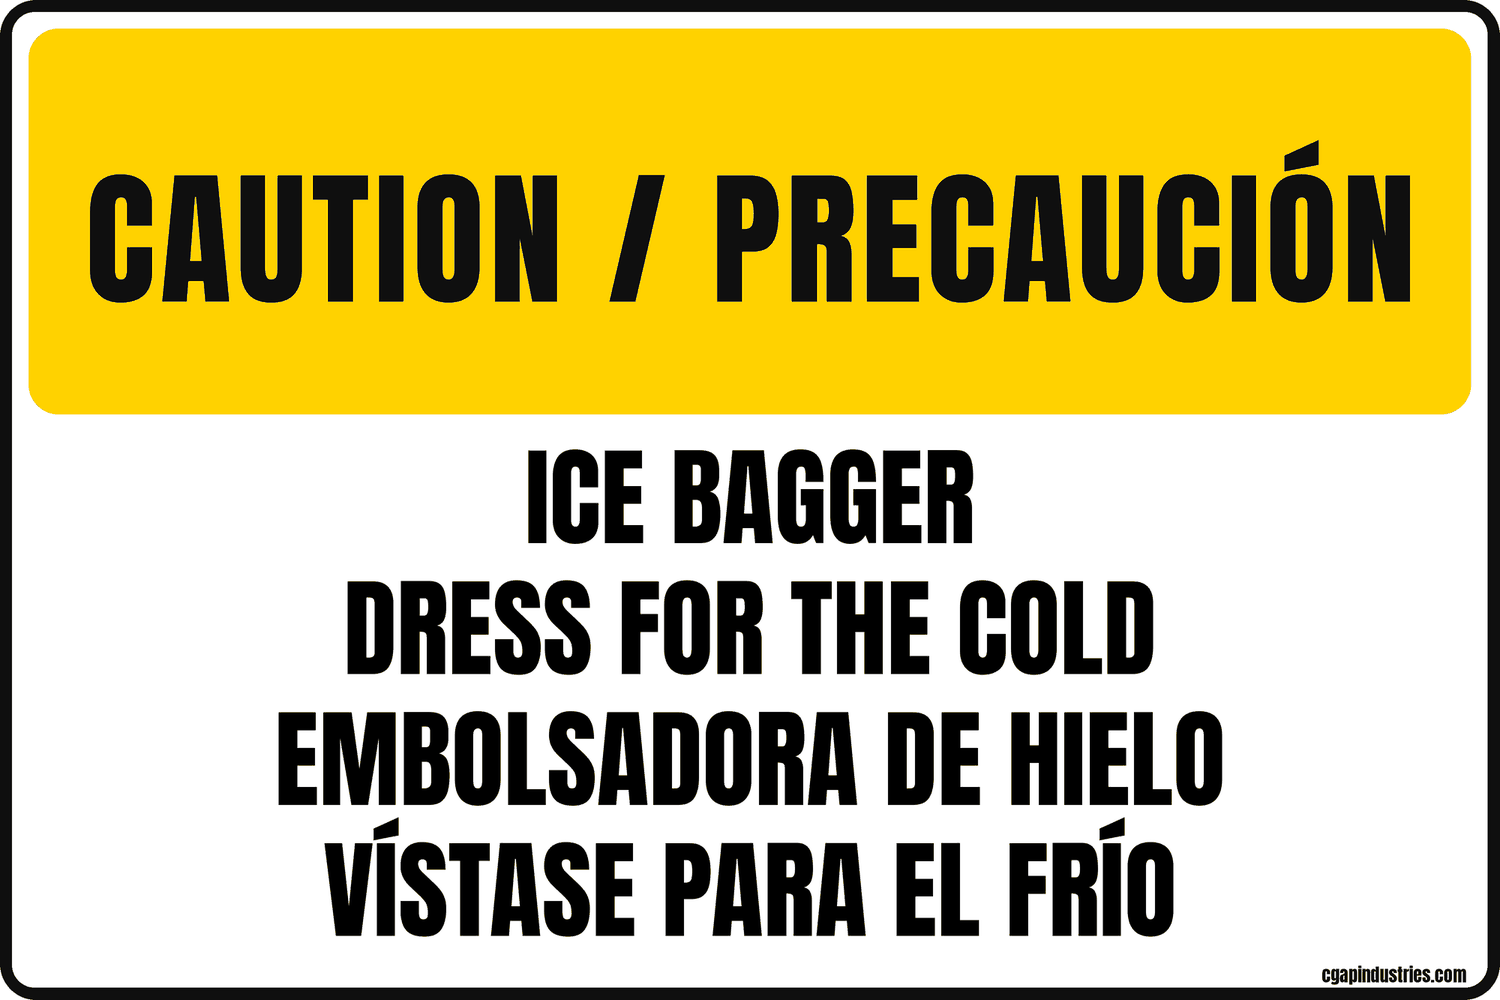 CAUTION / PRECAUCIÓN
ICE BAGGER
DRESS FOR THE COLD
EMBOLSADORA DE HIELO
VÍSTASE PARA EL FRÍO
cgapindustries.com